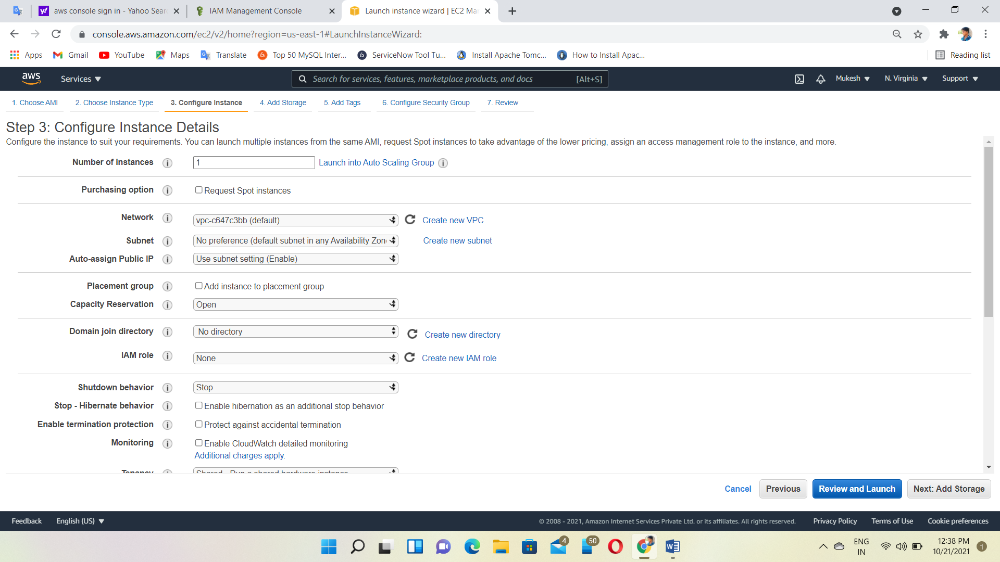 aws console sign in - Yahoo Sear
IAM Management Console
Launch instance wizard | EC2 Ma
console.aws.amazon.com/ec2/v2/home?region=us-east-1#LaunchInstanceWizard:
Apps
Gmail
YouTube
Maps
Translate
Top 50 MySQL Inter...
ServiceNow Tool Tu...
Install Apache Tomc...
How to Install Apac...
Reading list
aws
Services
Search for services, features, marketplace products, and docs
[Alt+S]
Mukesh
N. Virginia
Support
1. Choose AMI
2. Choose Instance Type
3. Configure Instance
4. Add Storage
5. Add Tags
6. Configure Security Group
7. Review
Step 3: Configure Instance Details
Configure the instance to suit your requirements. You can launch multiple instances from the same AMI, request Spot instances to take advantage of the lower pricing, assign an access management role to the instance, and more.
Number of instances
1
Launch into Auto Scaling Group
Purchasing option
Request Spot instances
Network
vpc-c647c3bb (default)
Create new VPC
Subnet
No preference (default subnet in any Availability Zon
Create new subnet
Auto-assign Public IP
Use subnet setting (Enable)
Placement group
Add instance to placement group
Capacity Reservation
Open
Domain join directory
No directory
Create new directory
IAM role
None
Create new IAM role
Shutdown behavior
Stop
Stop - Hibernate behavior
Enable hibernation as an additional stop behavior
Enable termination protection
Protect against accidental termination
Monitoring
Enable CloudWatch detailed monitoring
Additional charges apply.
Tenancy
Shared - Run a shared hardware instance
Cancel
Previous
Review and Launch
Next: Add Storage
Feedback
English (US)
© 2008 - 2021, Amazon Internet Services Private Ltd. or its affiliates. All rights reserved.
Privacy Policy
Terms of Use
Cookie preferences
4
50
ENG
IN
12:38 PM
10/21/2021
1